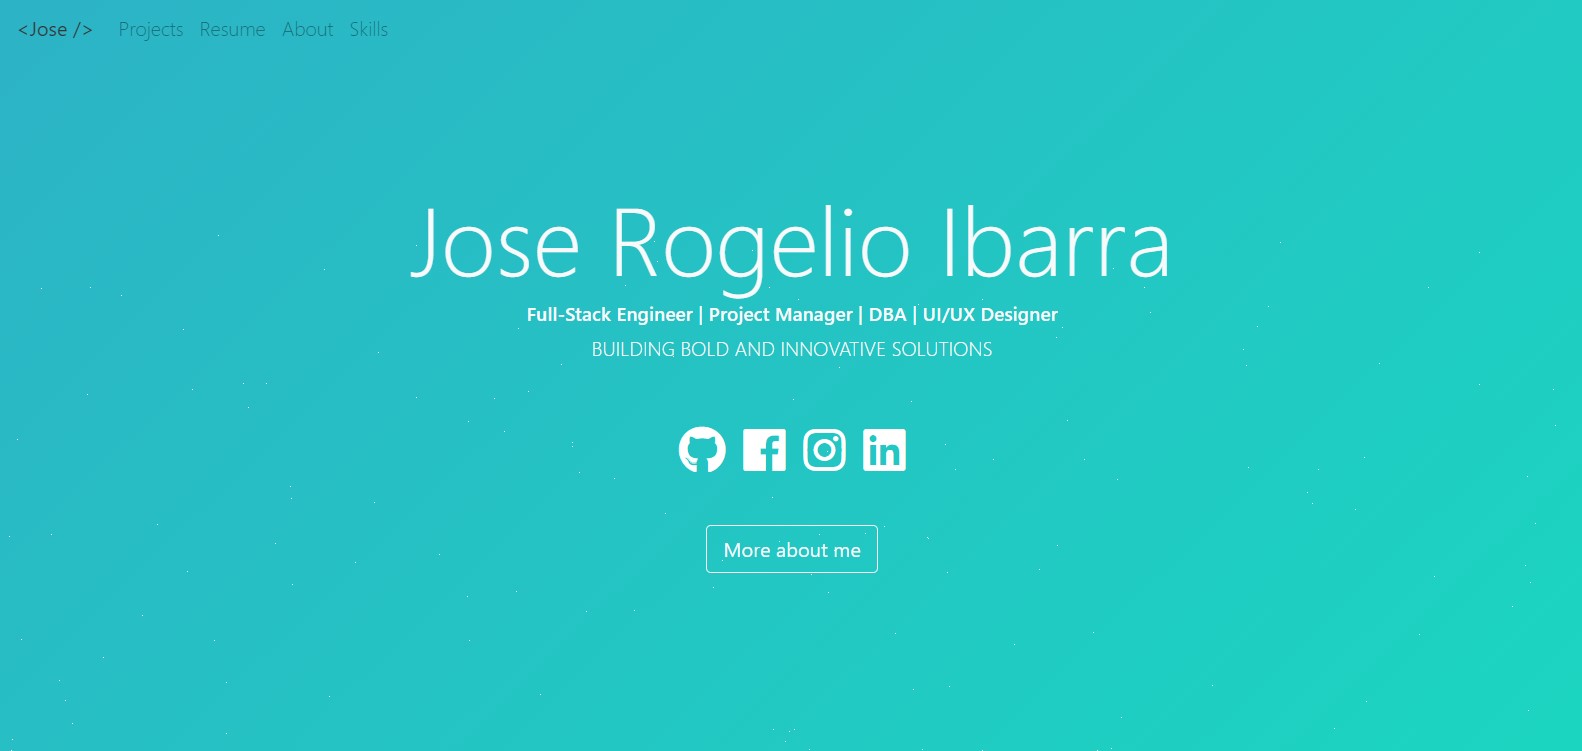 <Jose /> Projects Resume About Skills
Jose Rogelio Ibarra
Full-Stack Engineer | Project Manager | DBA | UI/UX Designer
BUILDING BOLD AND INNOVATIVE SOLUTIONS
More about me